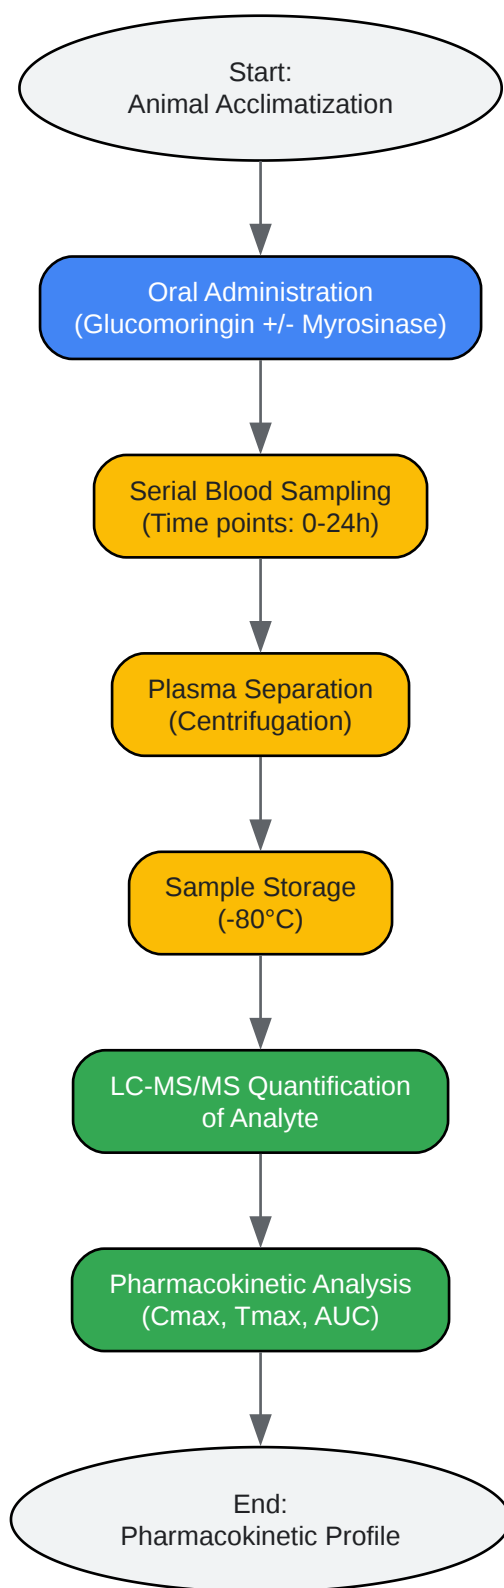 Start:
Animal Acclimatization
Oral Administration
(Glucomoringin +/- Myrosinase)
Serial Blood Sampling
(Time points: 0-24h)
Plasma Separation
(Centrifugation)
Sample Storage
(-80°C)
LC-MS/MS Quantification
of Analyte
Pharmacokinetic Analysis
(Cmax, Tmax, AUC)
End:
Pharmacokinetic Profile